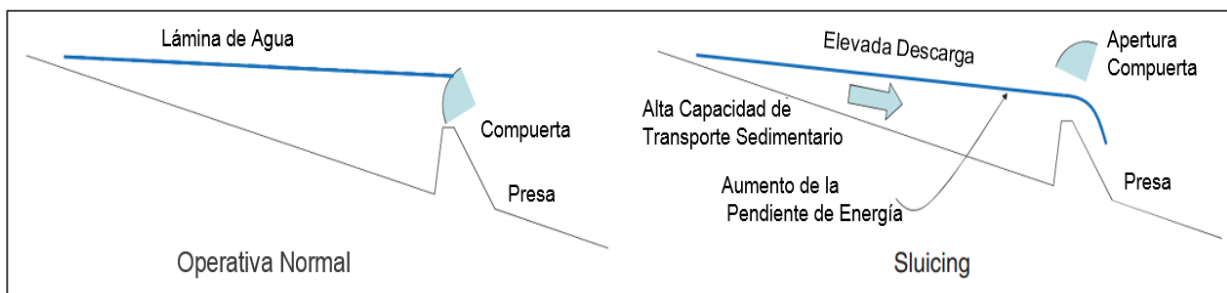 Lámina de Agua
Compuerta
Presa
Operativa Normal
Elevada Descarga
Apertura
Compuerta
Alta Capacidad de
Transporte Sedimentario
Aumento de la
Pendiente de Energía
Presa
Sluicing